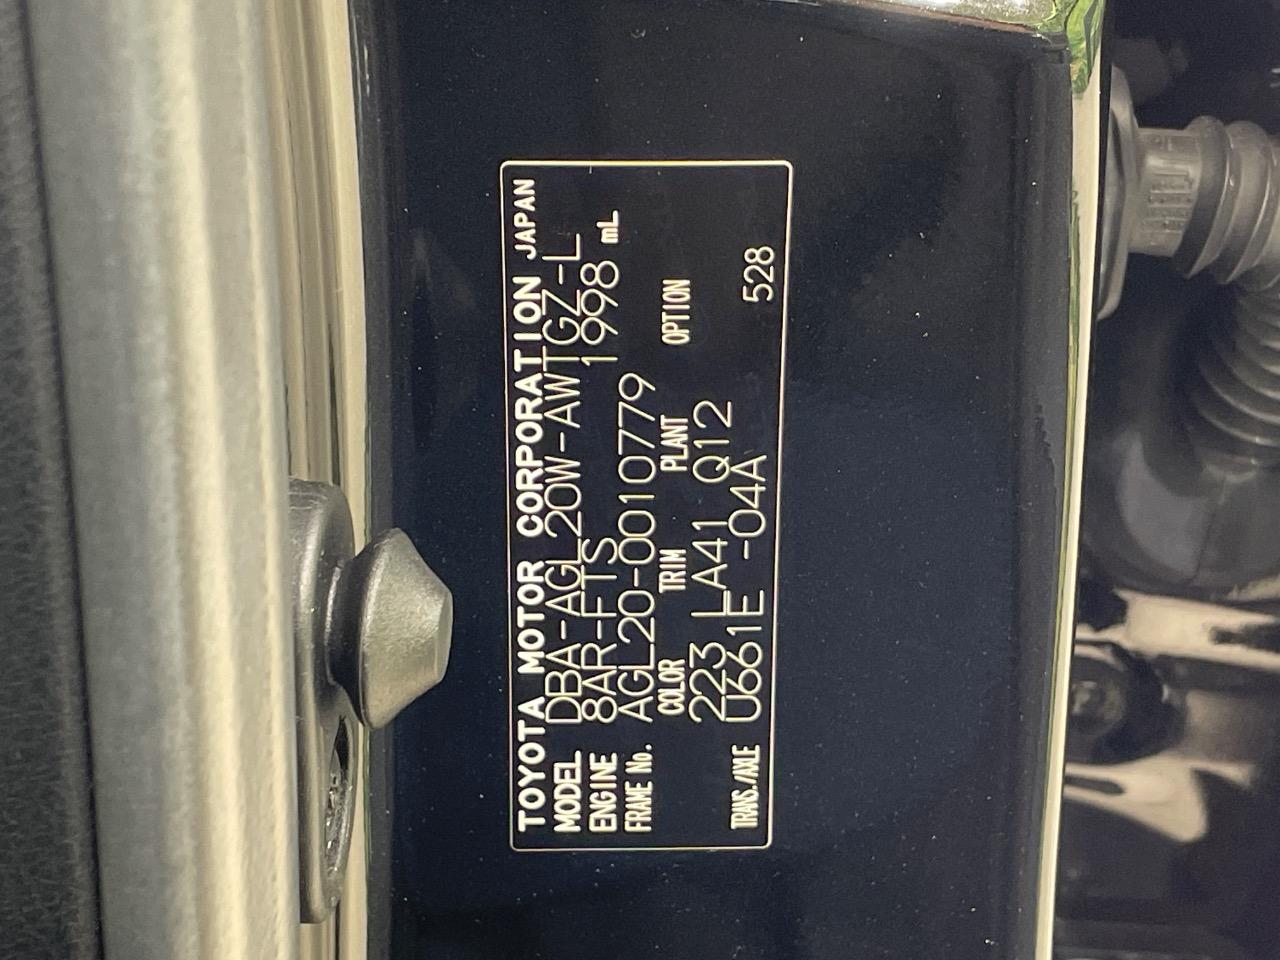 TOYOTA MOTOR CORPORATION JAPAN
MODEL DBA-AGL20W-AWTGZ-L
ENGINE 8AR-FTS 1998 mL
FRAME No. AGL20-0010779
COLOR TRIM PLANT OPTION
223 LA41 Q12
TRANS./AXLE U661E -04A 528